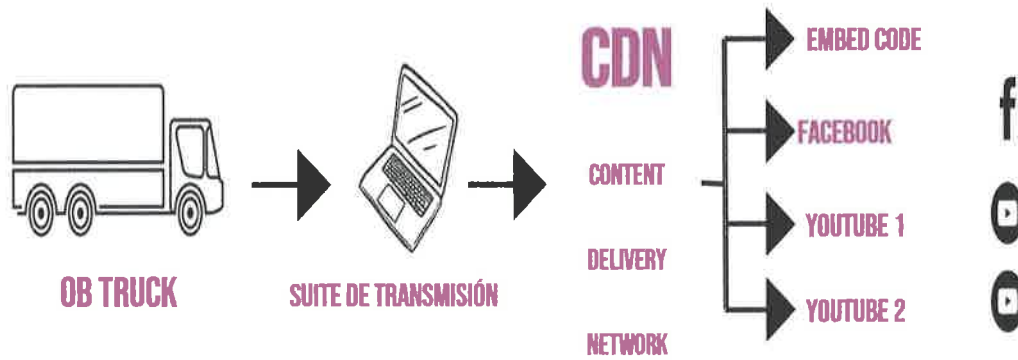 CDN
CONTENT
DELIVERY
NETWORK
OB TRUCK
SUITE DE TRANSMISIÓN
EMBED CODE
FACEBOOK
YOUTUBE 1
YOUTUBE 2